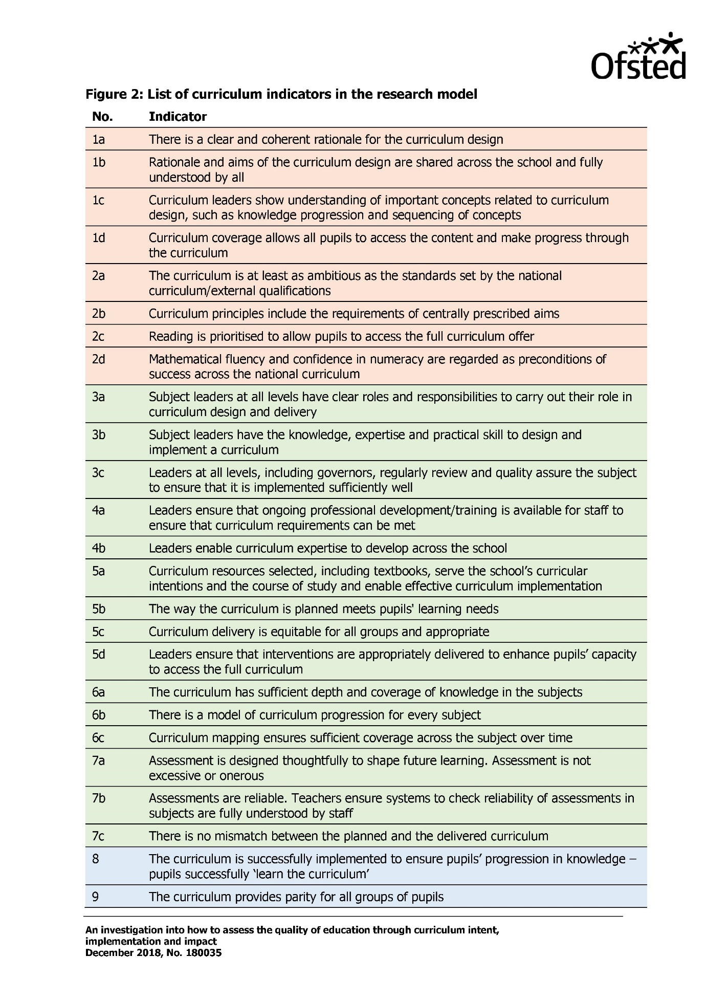 Ofsted
Figure 2: List of curriculum indicators in the research model
No. Indicator
1a There is a clear and coherent rationale for the curriculum design
1b Rationale and aims of the curriculum design are shared across the school and fully
understood by all
1c Curriculum leaders show understanding of important concepts related to curriculum
design, such as knowledge progression and sequencing of concepts
1d Curriculum coverage allows all pupils to access the content and make progress through
the curriculum
2a The curriculum is at least as ambitious as the standards set by the national
curriculum/external qualifications
2b Curriculum principles include the requirements of centrally prescribed aims
2c Reading is prioritised to allow pupils to access the full curriculum offer
2d Mathematical fluency and confidence in numeracy are regarded as preconditions of
success across the national curriculum
3a Subject leaders at all levels have clear roles and responsibilities to carry out their role in
curriculum design and delivery
3b Subject leaders have the knowledge, expertise and practical skill to design and
implement a curriculum
3c Leaders at all levels, including governors, regularly review and quality assure the subject
to ensure that it is implemented sufficiently well
4a Leaders ensure that ongoing professional development/training is available for staff to
ensure that curriculum requirements can be met
4b Leaders enable curriculum expertise to develop across the school
5a Curriculum resources selected, including textbooks, serve the school’s curricular
intentions and the course of study and enable effective curriculum implementation
5b The way the curriculum is planned meets pupils' learning needs
5c Curriculum delivery is equitable for all groups and appropriate
5d Leaders ensure that interventions are appropriately delivered to enhance pupils’ capacity
to access the full curriculum
6a The curriculum has sufficient depth and coverage of knowledge in the subjects
6b There is a model of curriculum progression for every subject
6c Curriculum mapping ensures sufficient coverage across the subject over time
7a Assessment is designed thoughtfully to shape future learning. Assessment is not
excessive or onerous
7b Assessments are reliable. Teachers ensure systems to check reliability of assessments in
subjects are fully understood by staff
7c There is no mismatch between the planned and the delivered curriculum
8 The curriculum is successfully implemented to ensure pupils’ progression in knowledge –
pupils successfully ‘learn the curriculum’
9 The curriculum provides parity for all groups of pupils
An investigation into how to assess the quality of education through curriculum intent,
implementation and impact
December 2018, No. 180035